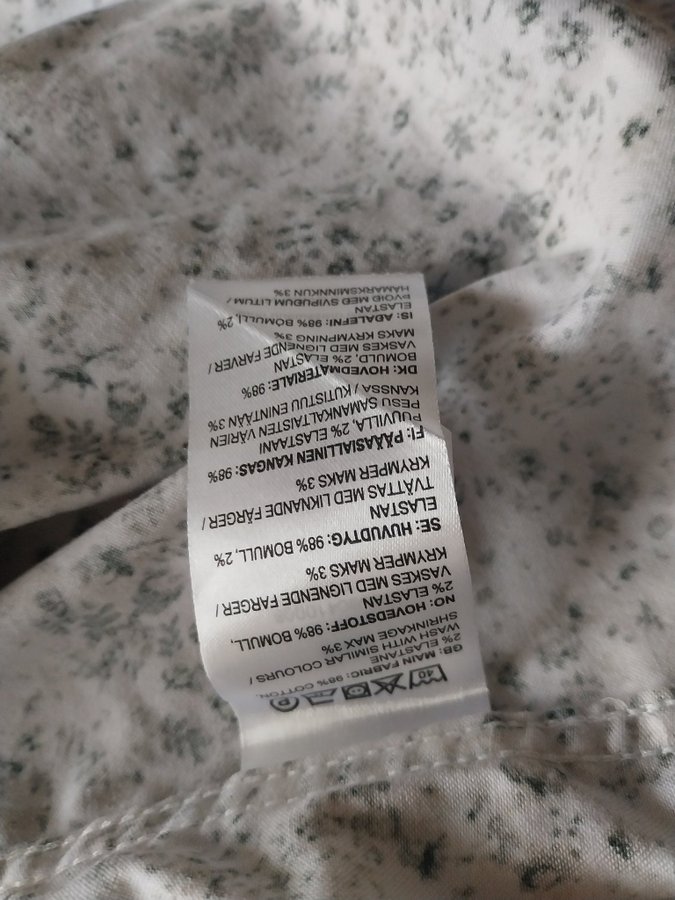 40 P
GB: MAIN FABRIC: 98% COTTON,
2% ELASTANE
WASH WITH SIMILAR COLOURS /
SHRINKAGE MAX 3%
NO: HOVEDSTOFF: 98% BOMULL,
2% ELASTAN
VASKES MED LIGNENDE FARGER /
KRYMPER MAKS 3%
SE: HUVUDTYG: 98% BOMULL, 2%
ELASTAN
TVÄTTAS MED LIKNANDE FÄRGER /
KRYMPER MAKS 3%
FI: PÄÄSIALLINEN KANGAS: 98%
PUUVILLA, 2% ELASTAANI
PESU SAMANKALTAISTEN VÄRIEN
KANSSA / KUTISTUU ENINTÄÄN 3%
DK: HOVEDMATERIALE: 98%
BOMULD, 2% ELASTAN
VASKES MED LIGNENDE FARVER /
MAKS KRYMPNING 3%
IS: AÐALEFNI: 98% BÓMULL, 2%
ELASTAN
ÞVOIÐ MEÐ SVIPUÐUM LITUM /
HÁMARKSMINNKUN 3%